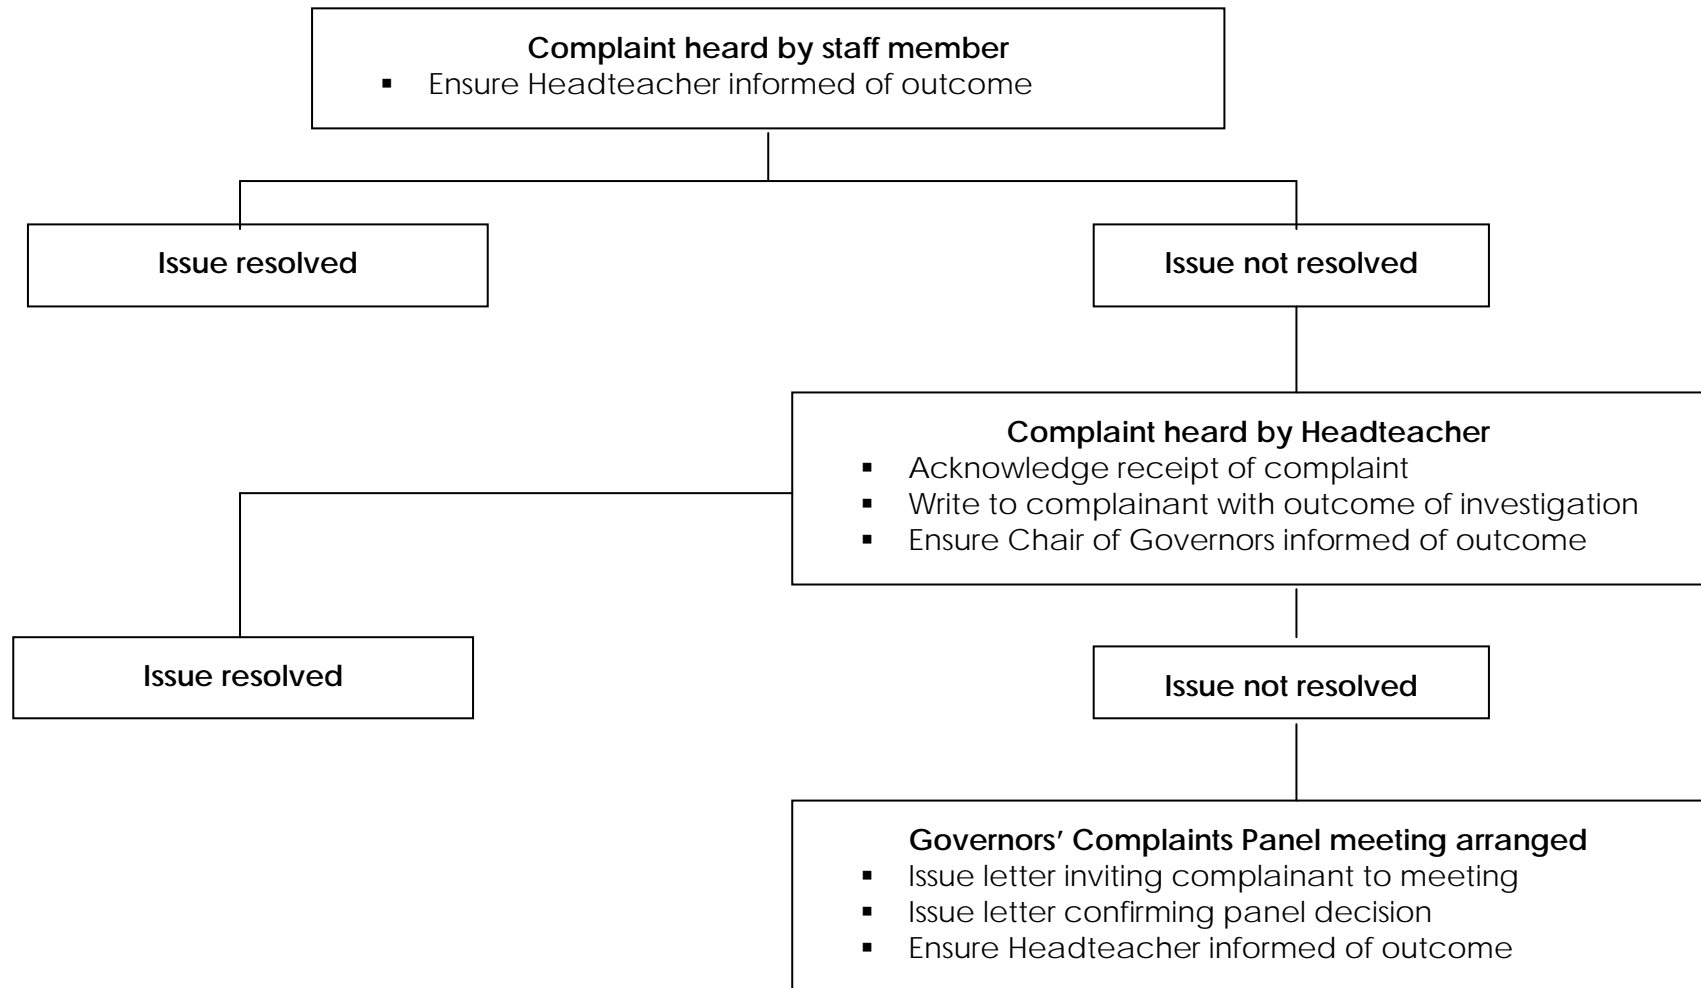 Complaint heard by staff member
▪ Ensure Headteacher informed of outcome
Issue resolved
Issue not resolved
Complaint heard by Headteacher
▪ Acknowledge receipt of complaint
▪ Write to complainant with outcome of investigation
▪ Ensure Chair of Governors informed of outcome
Issue resolved
Issue not resolved
Governors’ Complaints Panel meeting arranged
▪ Issue letter inviting complainant to meeting
▪ Issue letter confirming panel decision
▪ Ensure Headteacher informed of outcome